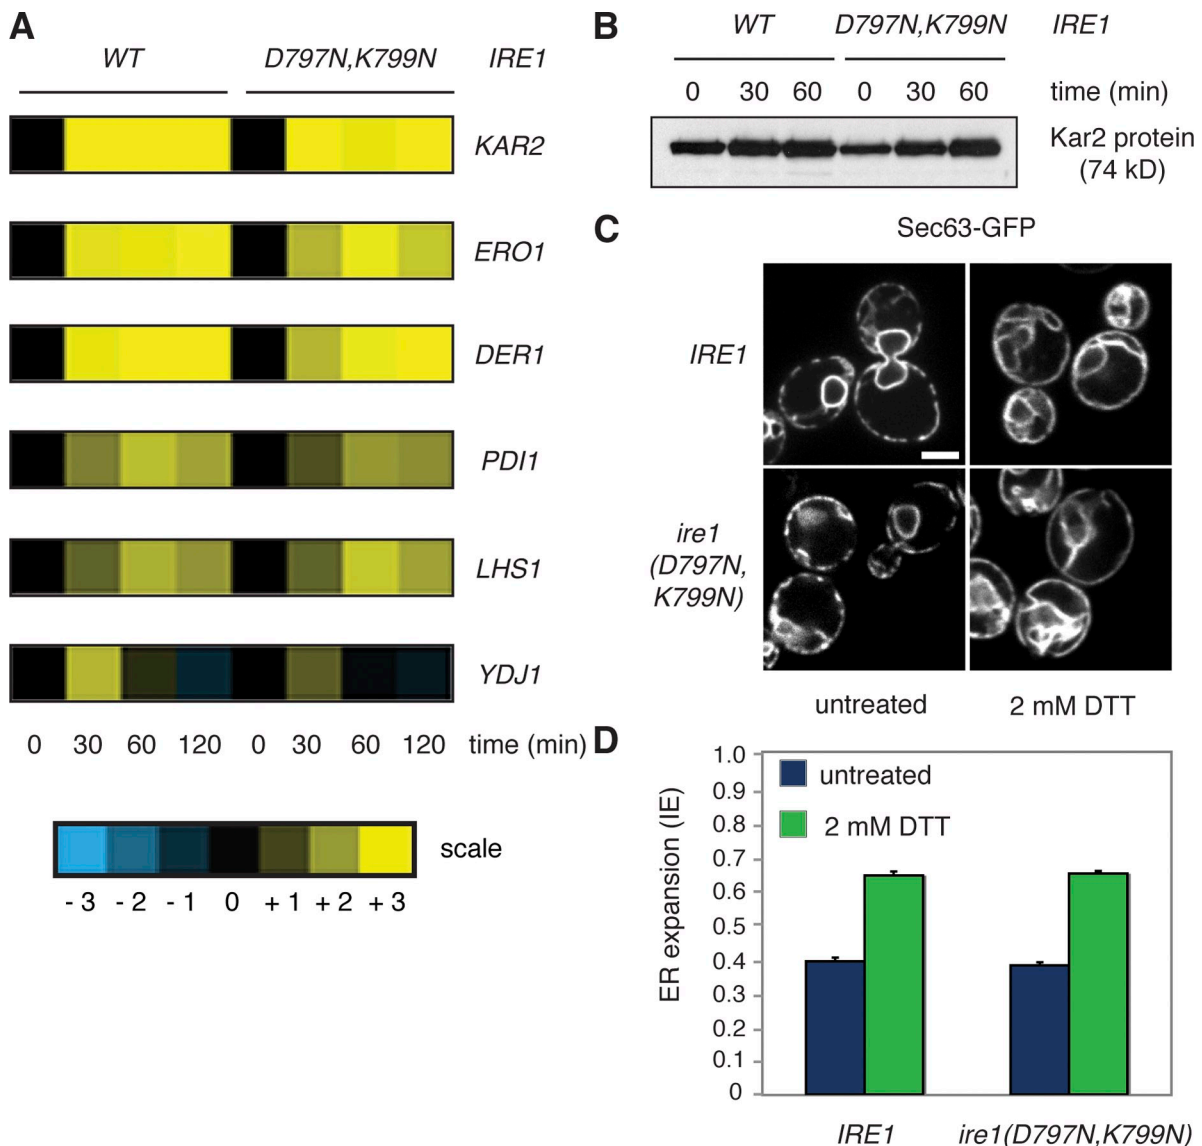 A
WT D797N,K799N IRE1
KAR2
ERO1
DER1
PDI1
LHS1
YDJ1
0 30 60 120 0 30 60 120 time (min)
scale
- 3 - 2 - 1 0 + 1 + 2 + 3
B
WT D797N,K799N IRE1
0 30 60 0 30 60 time (min)
Kar2 protein
(74 kD)
C
Sec63-GFP
IRE1
ire1
(D797N,
K799N)
untreated 2 mM DTT
D
ER expansion (IE)
1.0
0.9
0.8
0.7
0.6
0.5
0.4
0.3
0.2
0.1
0
untreated
2 mM DTT
IRE1 ire1(D797N,K799N)